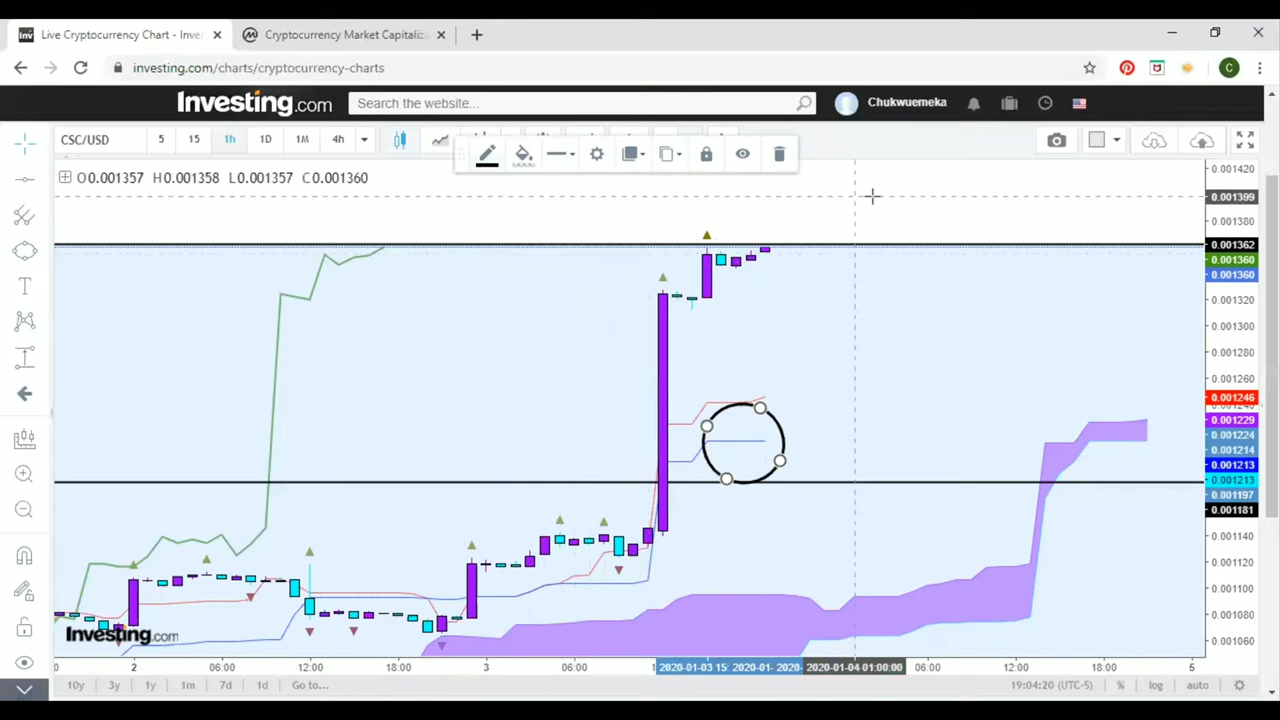 Live Cryptocurrency Chart - Inve
Cryptocurrency Market Capitaliza
investing.com/charts/cryptocurrency-charts
C
Investing.com
Search the website...
Chukwuemeka
CSC/USD 5 15 1h 1D 1M 4h
O0.001357 H0.001358 L0.001357 C0.001360
0.001420
0.001399
0.001380
0.001362
0.001360
0.001360
0.001320
0.001300
0.001280
0.001260
0.001246
0.001229
0.001224
0.001214
0.001213
0.001213
0.001197
0.001181
0.001140
0.001120
0.001100
0.001080
0.001060
Investing.com
2 06:00 12:00 18:00 3 06:00 2020-01-03 15: 2020-01- 2020- 2020-01-04 01:00:00 06:00 12:00 18:00 5
10y 3y 1y 1m 7d 1d Go to... 19:04:20 (UTC-5) % log auto